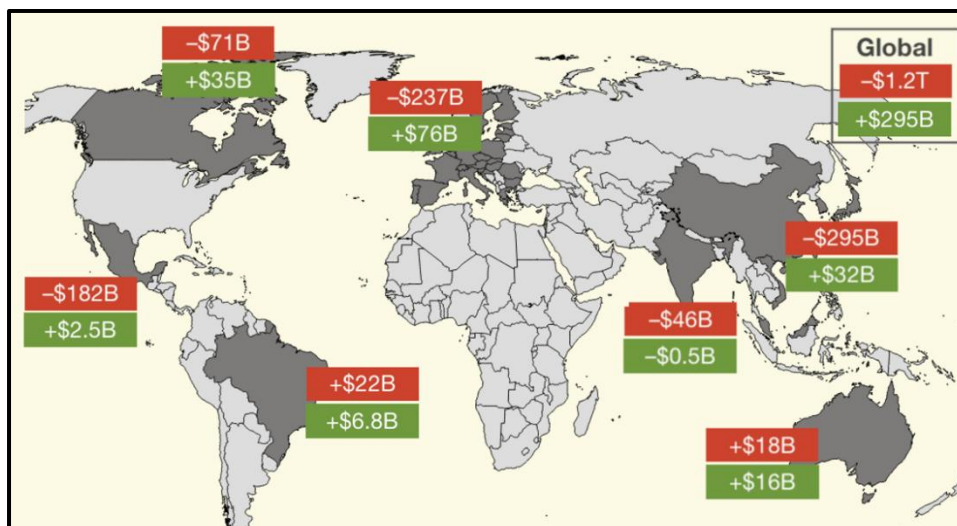 −$71B
+$35B
−$237B
+$76B
Global
−$1.2T
+$295B
−$295B
+$32B
−$182B
+$2.5B
−$46B
−$0.5B
+$22B
+$6.8B
+$18B
+$16B